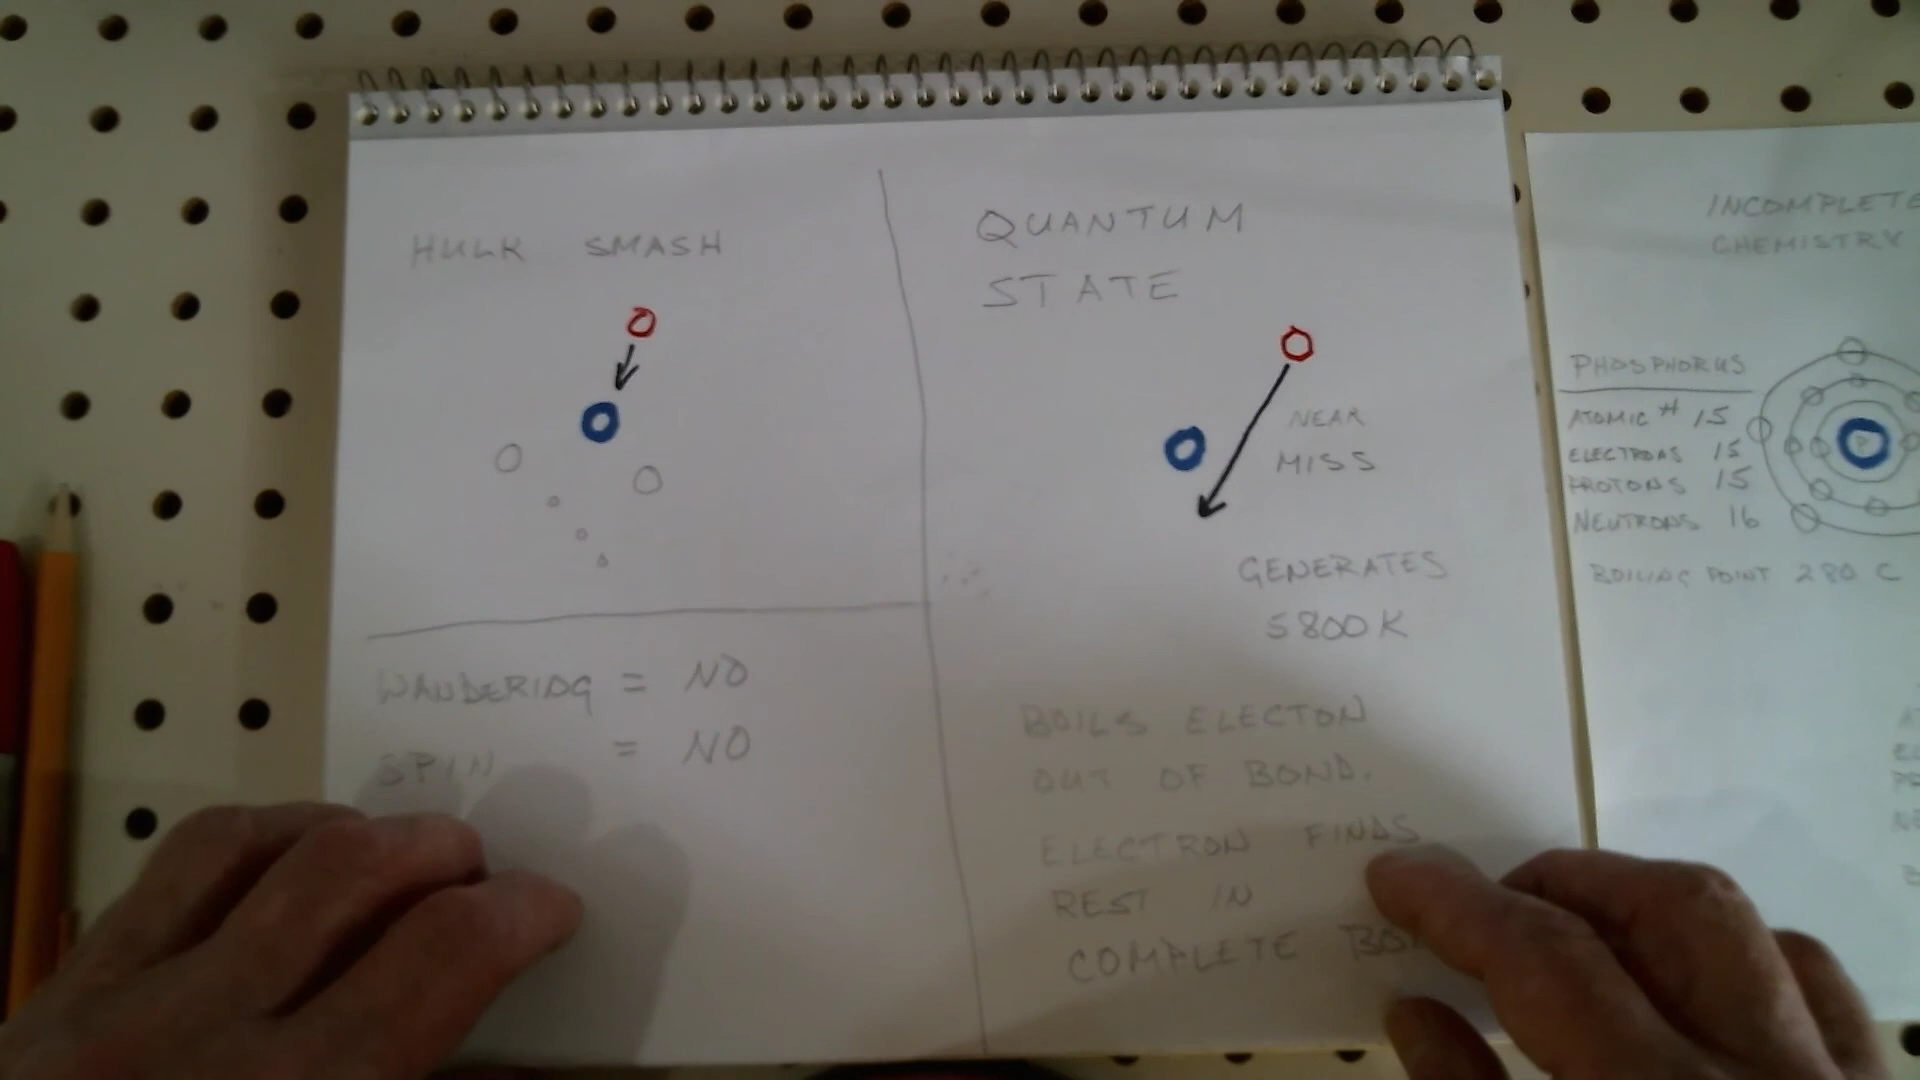 HULK SMASH
WANDERING = NO
SPIN = NO
QUANTUM
STATE
NEAR
MISS
GENERATES
5800K
BOILS ELECTON
OUT OF BOND.
ELECTRON FINDS
REST IN
COMPLETE
INCOMPLETE
CHEMISTRY
PHOSPHORUS
ATOMIC # 15
ELECTRONS 15
PROTONS 15
NEUTRONS 16
BOILING POINT 280 C